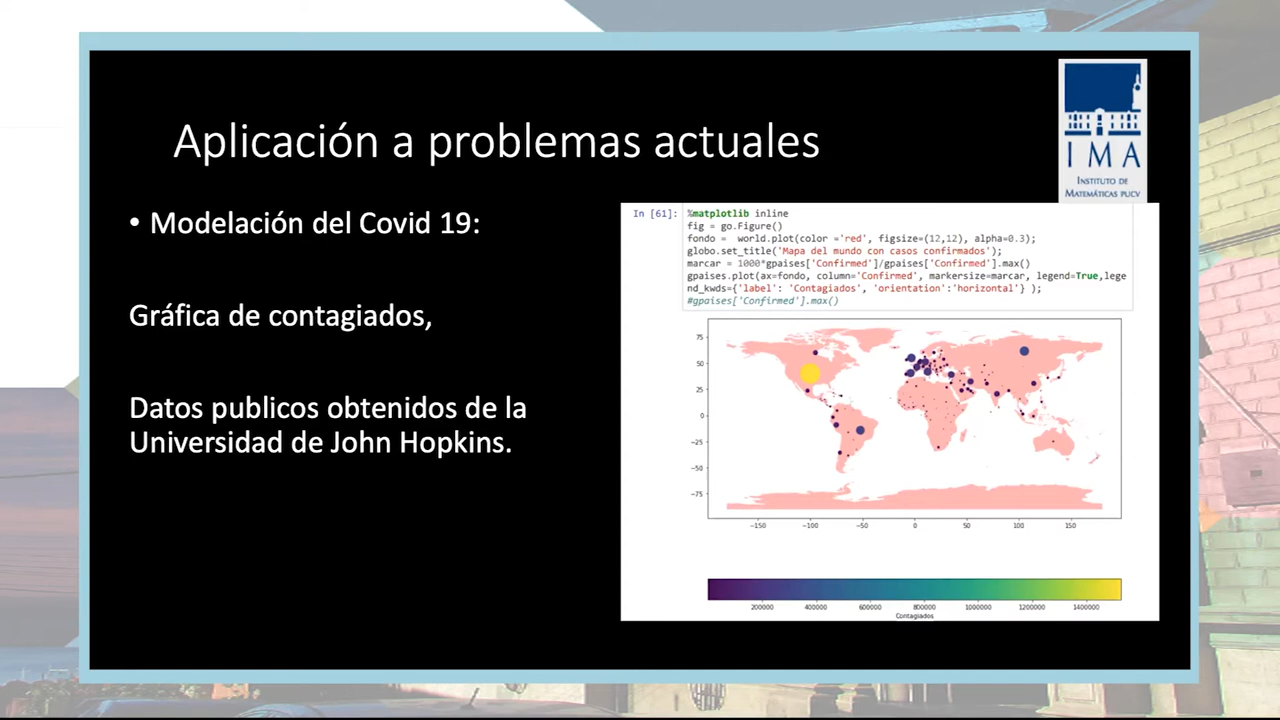 Aplicación a problemas actuales
IMA
INSTITUTO DE
MATEMÁTICAS PUCV
• Modelación del Covid 19:
Gráfica de contagiados,
Datos publicos obtenidos de la
Universidad de John Hopkins.
In [61]: %matplotlib inline
fig = go.Figure()
fondo =  world.plot(color ='red', figsize=(12,12), alpha=0.3);
globo.set_title('Mapa del mundo con casos confirmados');
marcar = 1000*gpaises['Confirmed']/gpaises['Confirmed'].max()
gpaises.plot(ax=fondo, column='Confirmed', markersize=marcar, legend=True,lege
nd_kwds={'label': 'Contagiados', 'orientation':'horizontal'} );
#gpaises['Confirmed'].max()
75
50
25
0
−25
−50
−75
−150 −100 −50 0 50 100 150
200000 400000 600000 800000 1000000 1200000 1400000
Contagiados